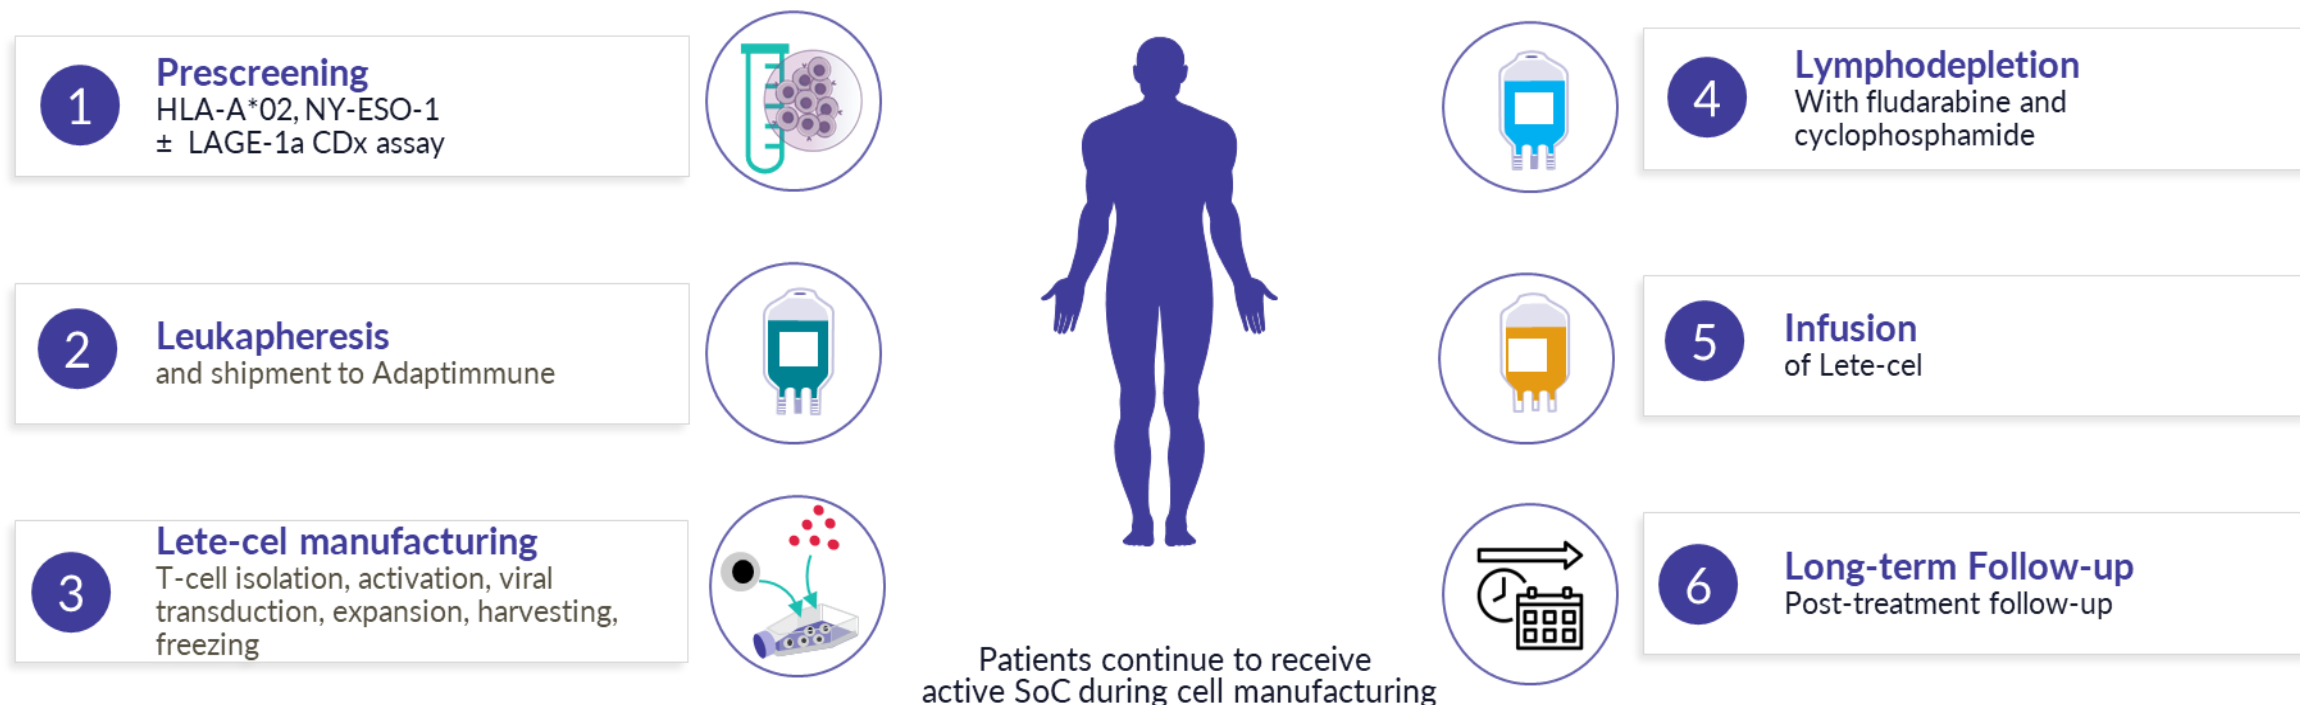 1
Prescreening
HLA-A*02, NY-ESO-1
± LAGE-1a CDx assay
2
Leukapheresis
and shipment to Adaptimmune
3
Lete-cel manufacturing
T-cell isolation, activation, viral
transduction, expansion, harvesting,
freezing
Patients continue to receive
active SoC during cell manufacturing
4
Lymphodepletion
With fludarabine and
cyclophosphamide
5
Infusion
of Lete-cel
6
Long-term Follow-up
Post-treatment follow-up